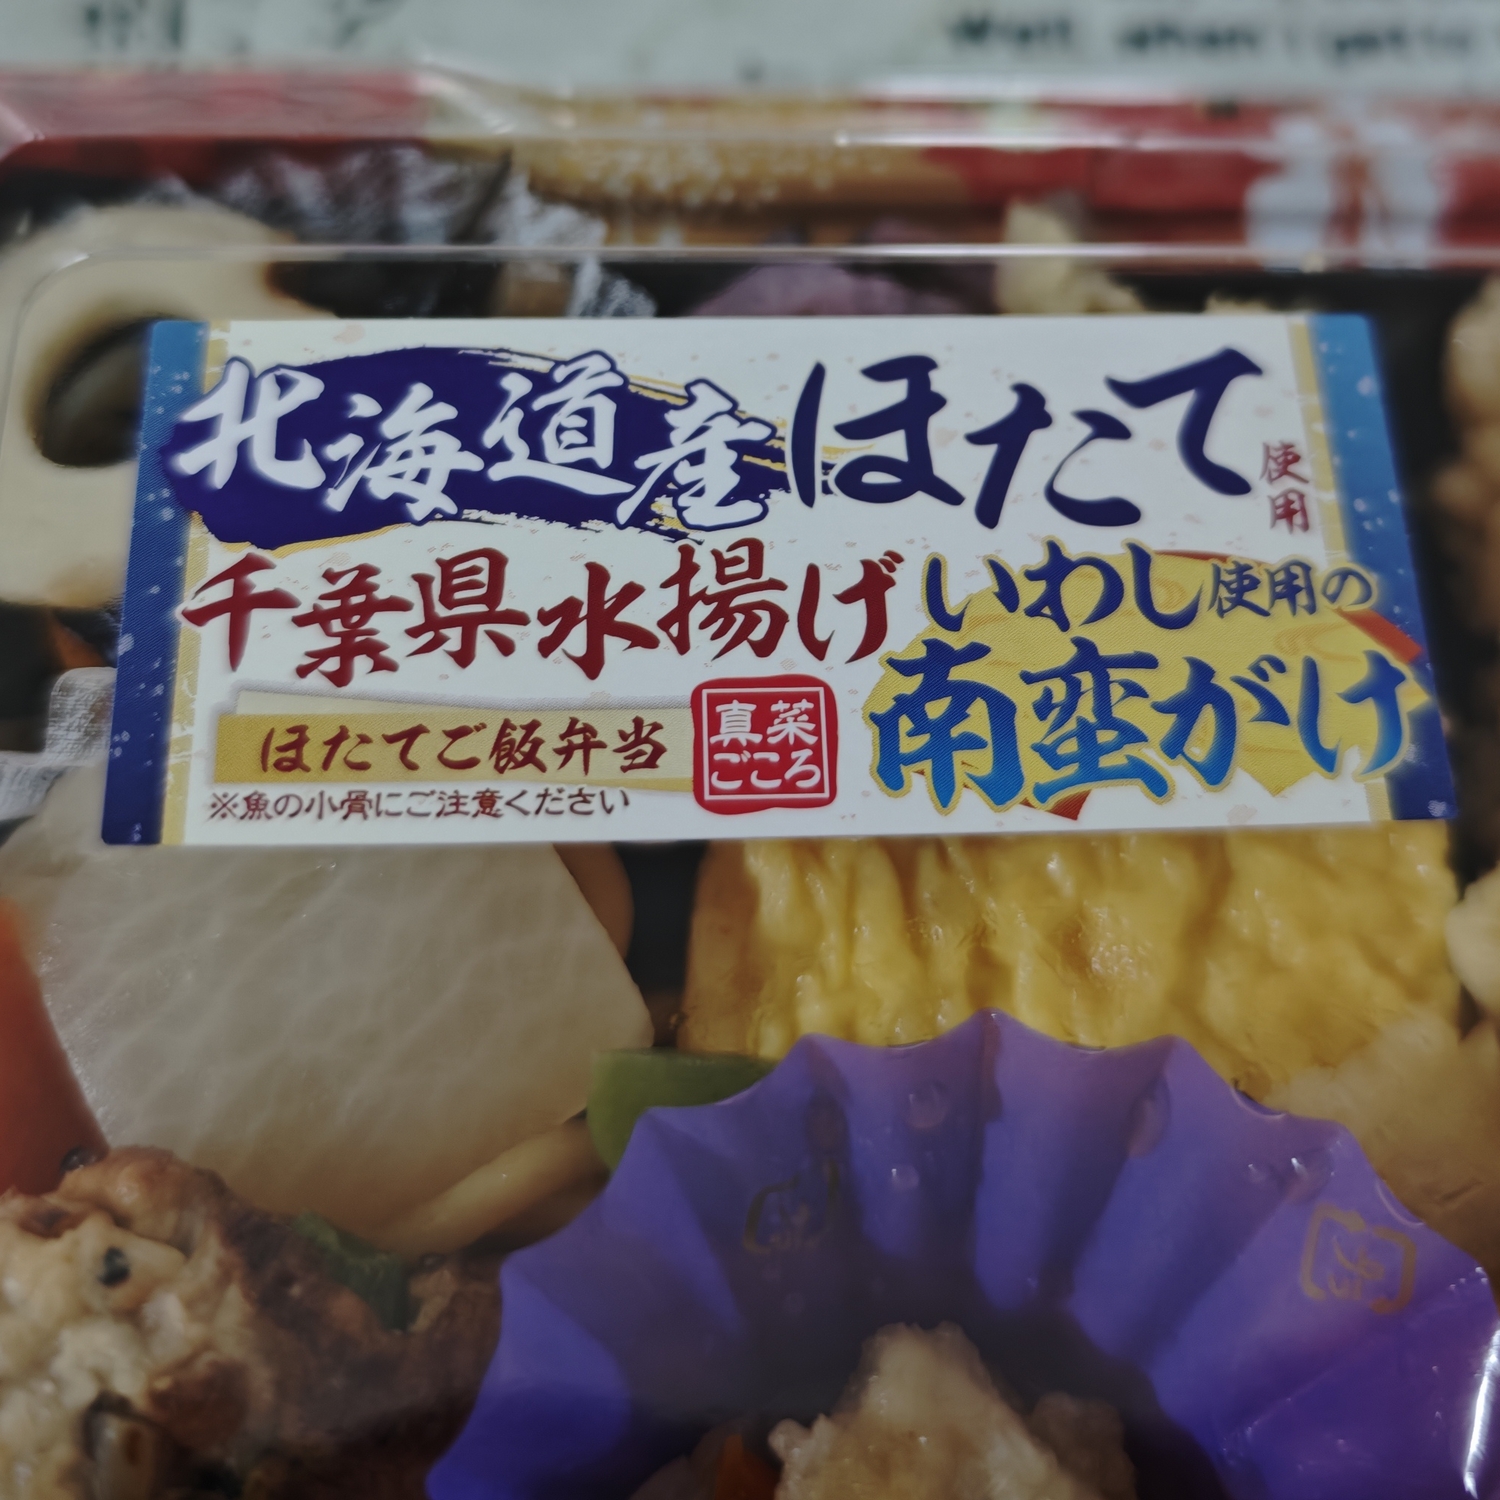 北海道産ほたて使用
千葉県水揚げいわし使用の
南蛮がけ
ほたてご飯弁当
真菜ごころ
※魚の小骨にご注意ください